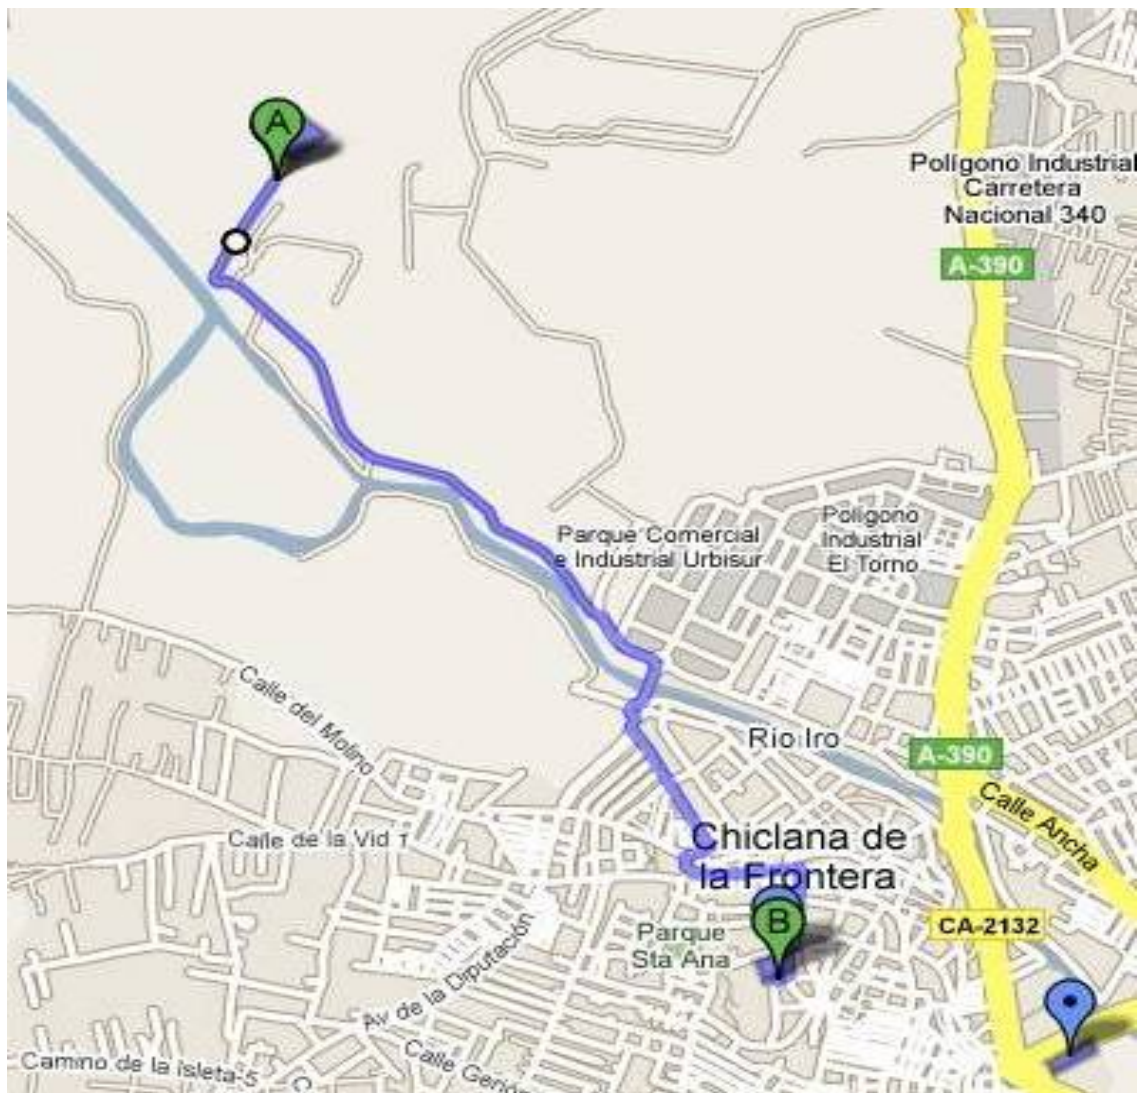 A
Polígono Industrial
Carretera
Nacional 340
A-390
Parque Comercial
e Industrial Urbisur
Polígono
Industrial
El Torno
Calle del Molino
Río Iro
A-390
Calle Ancha
Calle de la Vid 1
Chiclana de
la Frontera
B
Parque
Sta Ana
CA-2132
Av de la Diputación
Camino de la isleta-5
Calle